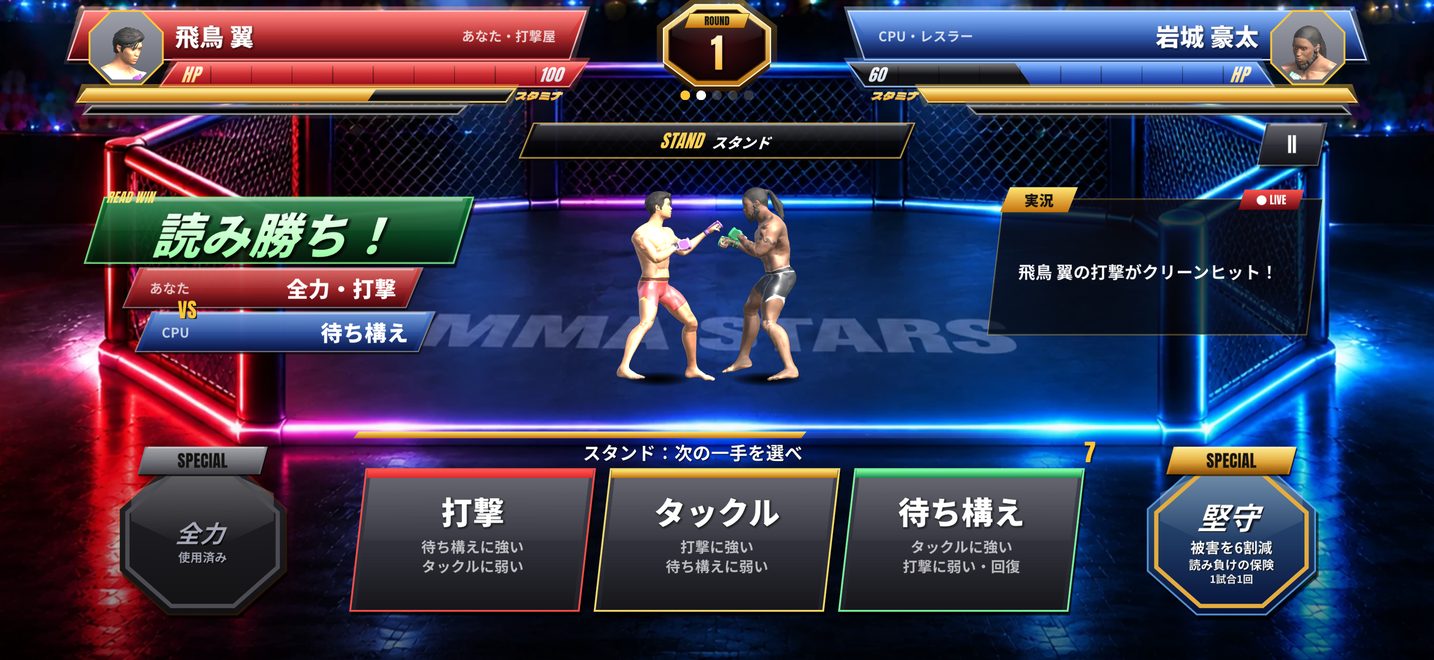 飛鳥 翼
あなた・打撃屋
HP
100
スタミナ
ROUND
1
CPU・レスラー
岩城 豪太
60
HP
スタミナ
STAND スタンド
READ WIN
読み勝ち！
あなた
全力・打撃
VS
CPU
待ち構え
実況
LIVE
飛鳥 翼の打撃がクリーンヒット！
MMA STARS
スタンド：次の一手を選べ
7
SPECIAL
全力
使用済み
打撃
待ち構えに強い
タックルに弱い
タックル
打撃に強い
待ち構えに弱い
待ち構え
タックルに強い
打撃に弱い・回復
SPECIAL
堅守
被害を6割減
読み負けの保険
1試合1回